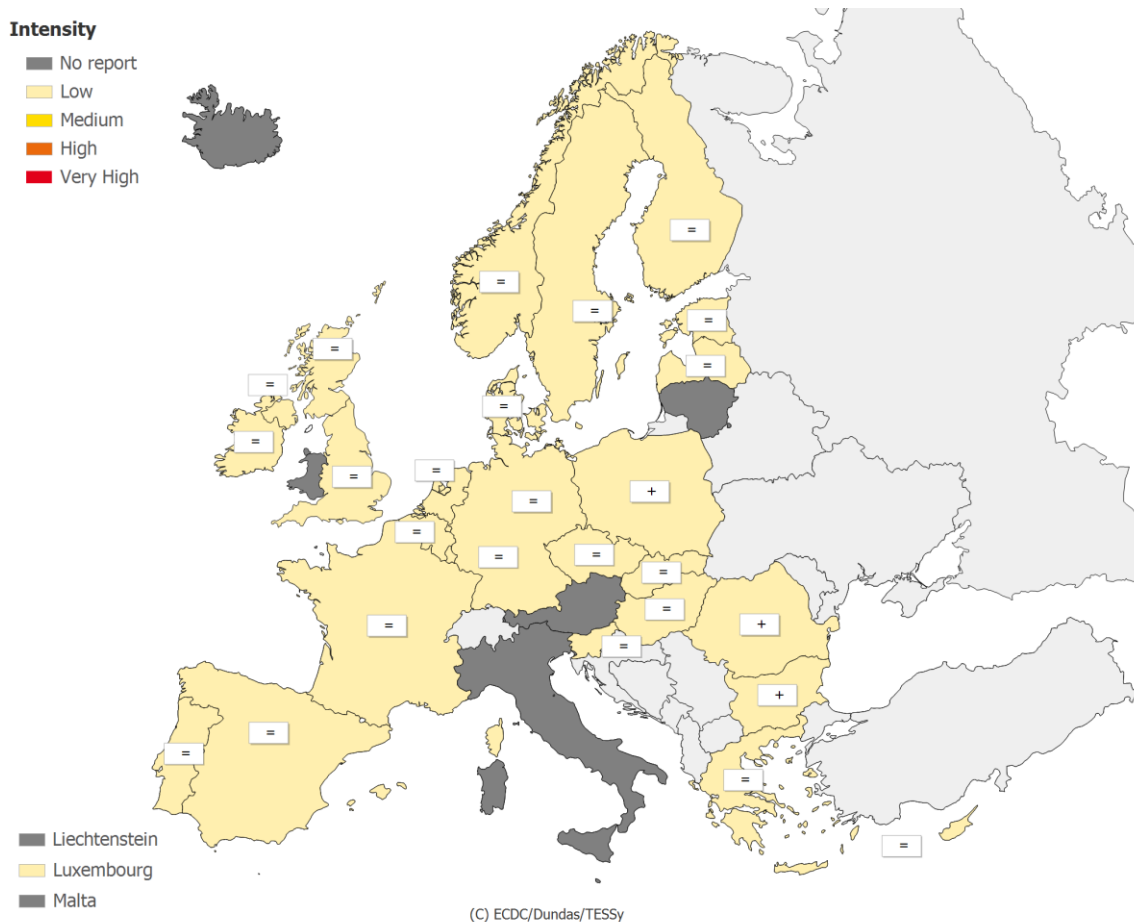 Intensity
No report
Low
Medium
High
Very High
=
=
=
=
=
=
=
=
=
=
=
=
+
=
=
=
=
=
=
+
=
=
+
=
=
=
=
Liechtenstein
Luxembourg
Malta
(C) ECDC/Dundas/TESSy